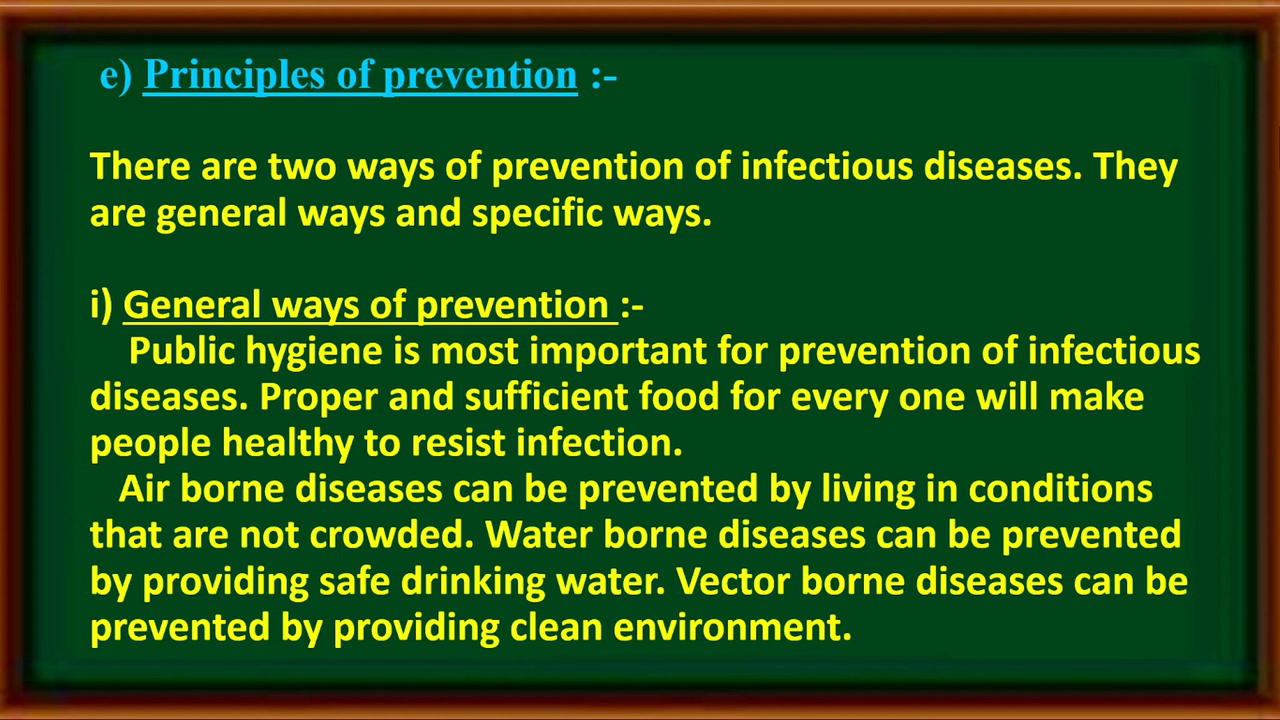 e) Principles of prevention :-
There are two ways of prevention of infectious diseases. They
are general ways and specific ways.
i) General ways of prevention :-
Public hygiene is most important for prevention of infectious
diseases. Proper and sufficient food for every one will make
people healthy to resist infection.
Air borne diseases can be prevented by living in conditions
that are not crowded. Water borne diseases can be prevented
by providing safe drinking water. Vector borne diseases can be
prevented by providing clean environment.